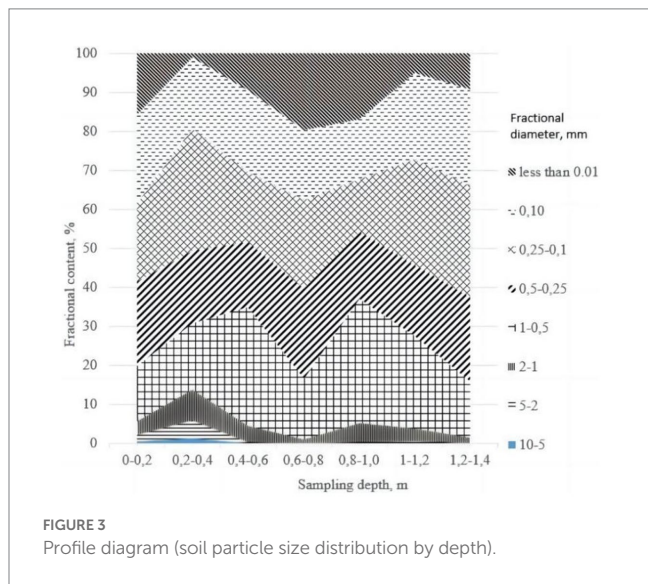 100
90
80
70
60
50
40
30
20
10
0
Fractional content, %
0-0,2 0,2-0,4 0,4-0,6 0,6-0,8 0,8-1,0 1-1,2 1,2-1,4
Sampling depth, m
Fractional
diameter, mm
less than 0.01
0,10
0,25-0,1
0,5-0,25
1-0,5
2-1
5-2
10-5
FIGURE 3
Profile diagram (soil particle size distribution by depth).